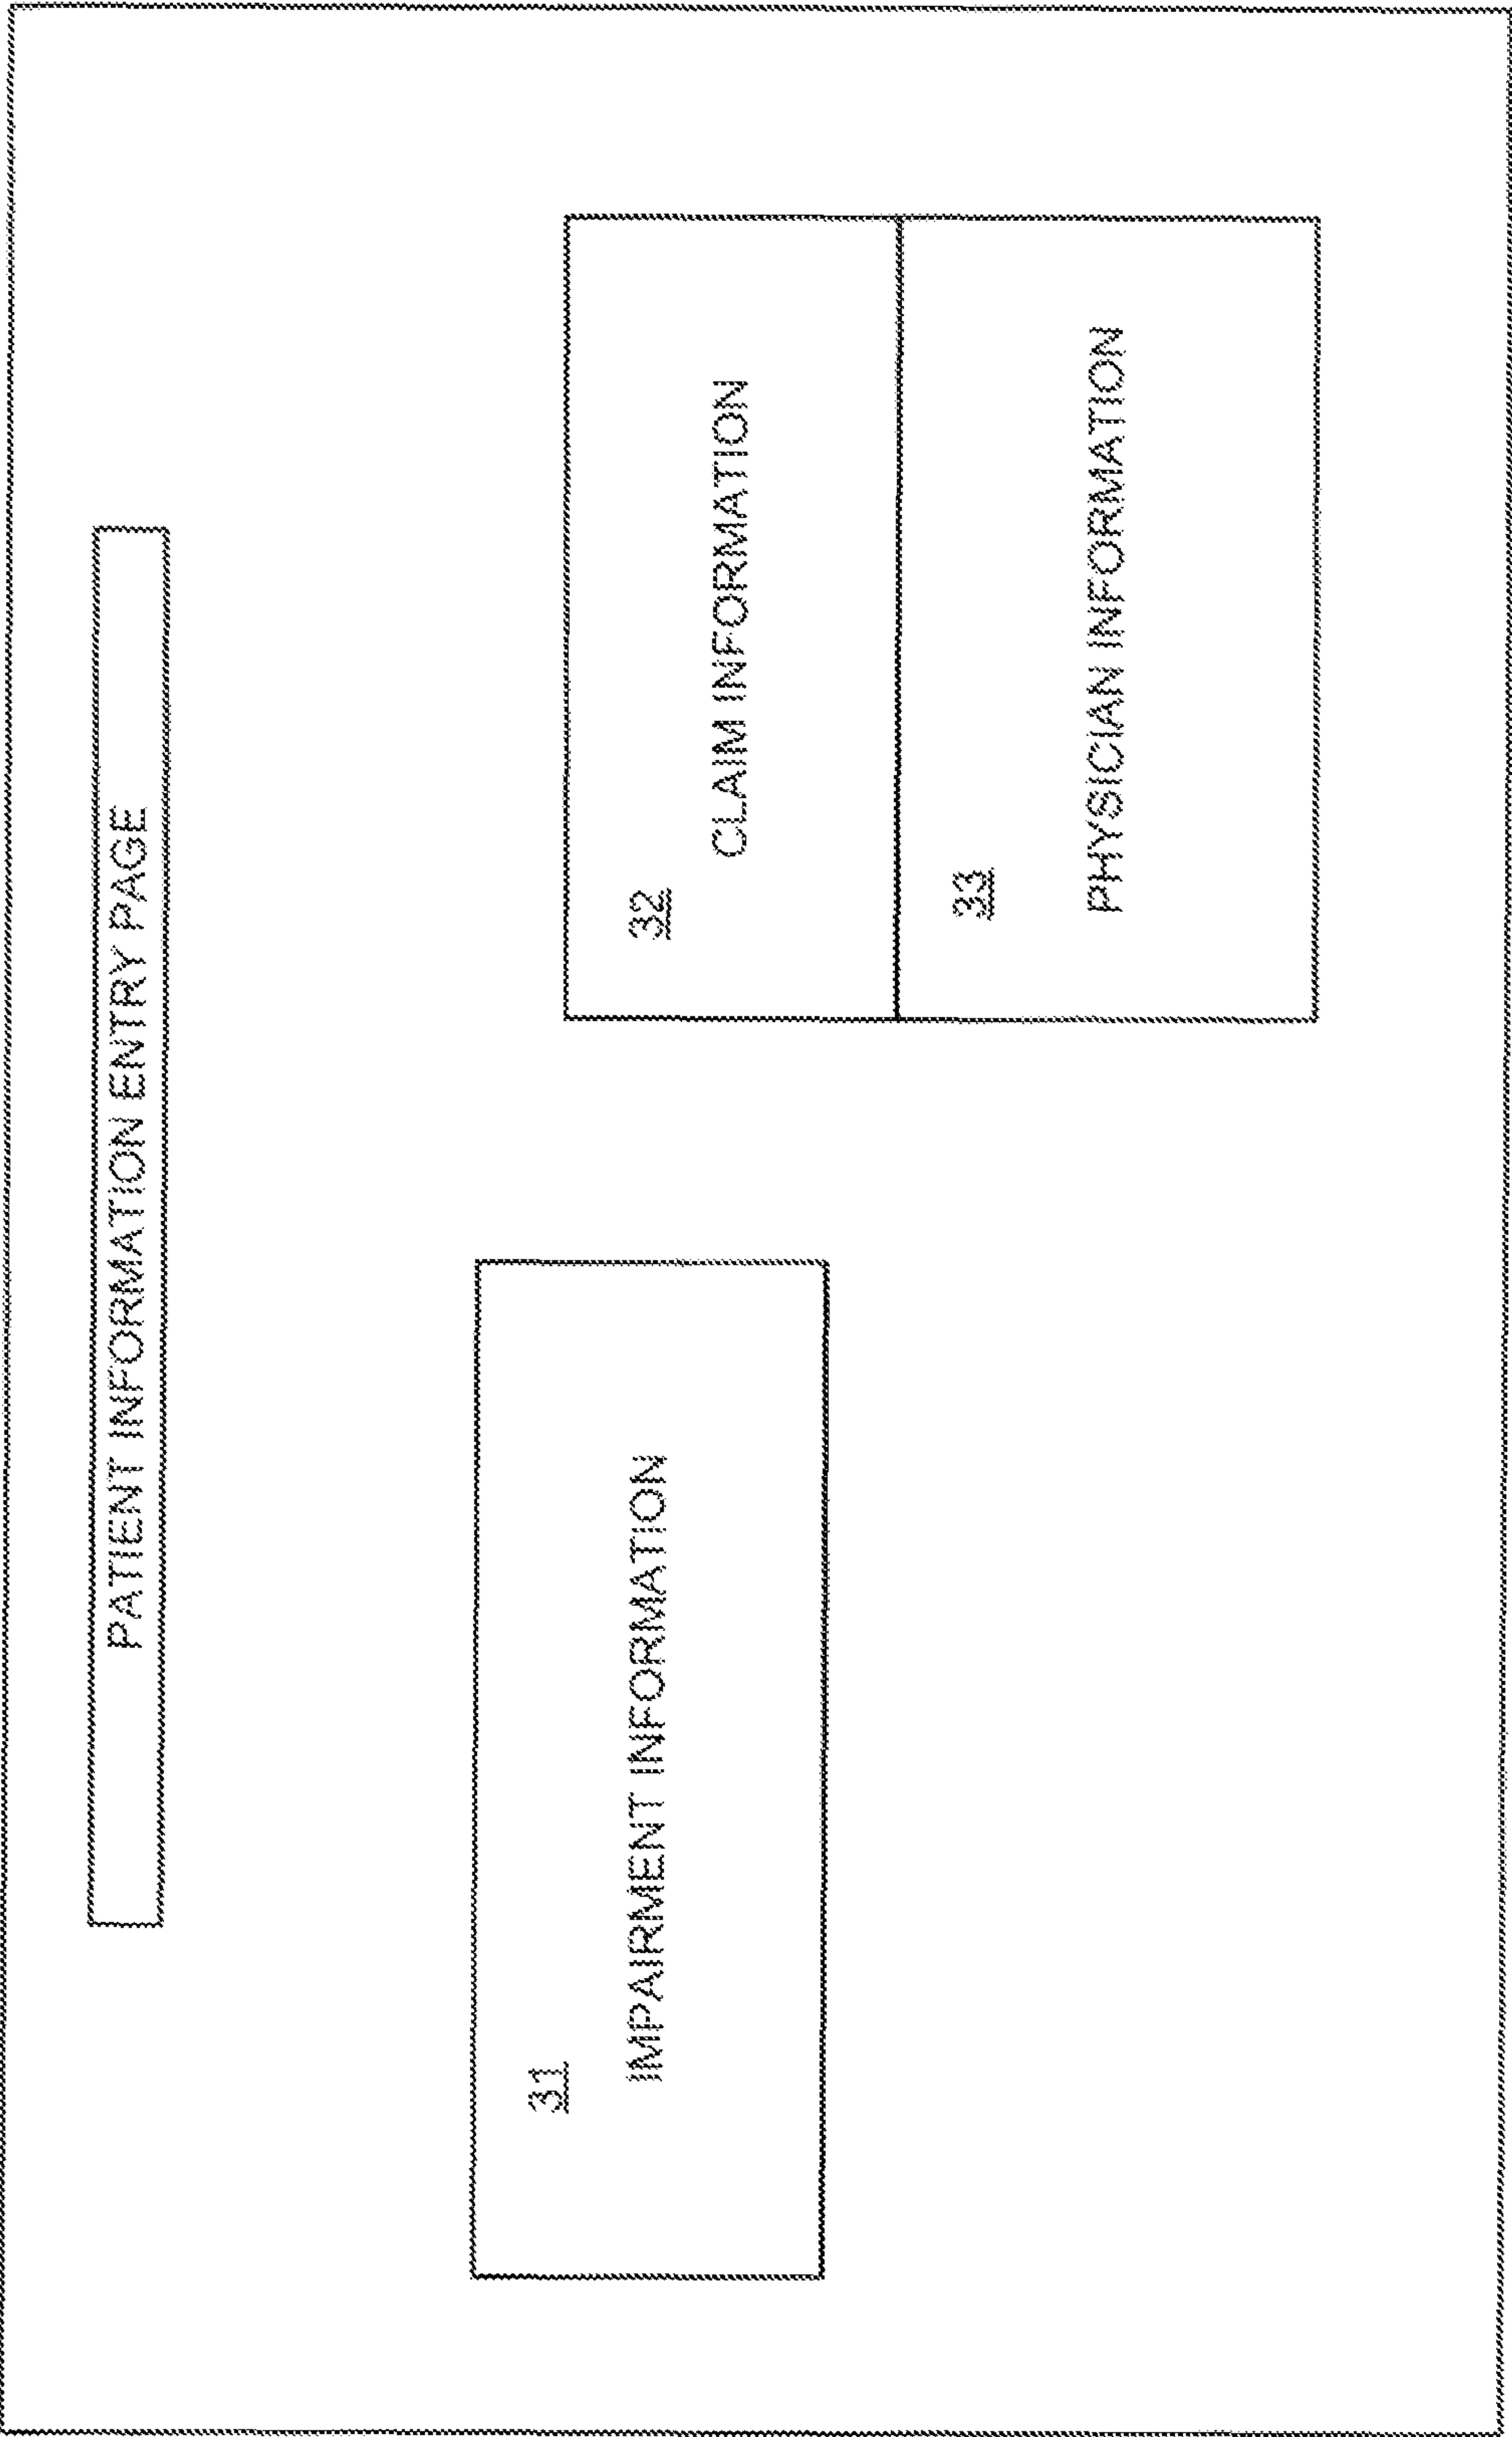 PATIENT INFORMATION ENTRY PAGE
31
IMPAIRMENT INFORMATION
32
CLAIM INFORMATION
33
PHYSICIAN INFORMATION